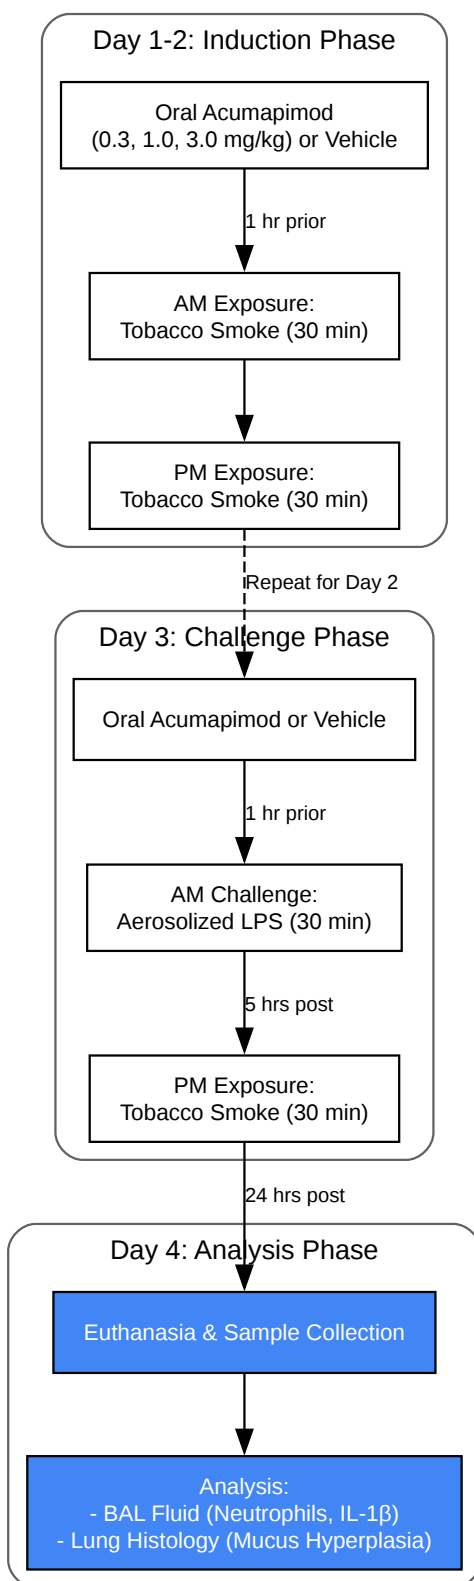 Day 1-2: Induction Phase
Oral Acumapimod
(0.3, 1.0, 3.0 mg/kg) or Vehicle
1 hr prior
AM Exposure:
Tobacco Smoke (30 min)
PM Exposure:
Tobacco Smoke (30 min)
Repeat for Day 2
Day 3: Challenge Phase
Oral Acumapimod or Vehicle
1 hr prior
AM Challenge:
Aerosolized LPS (30 min)
5 hrs post
PM Exposure:
Tobacco Smoke (30 min)
24 hrs post
Day 4: Analysis Phase
Euthanasia & Sample Collection
Analysis:
- BAL Fluid (Neutrophils, IL-1β)
- Lung Histology (Mucus Hyperplasia)